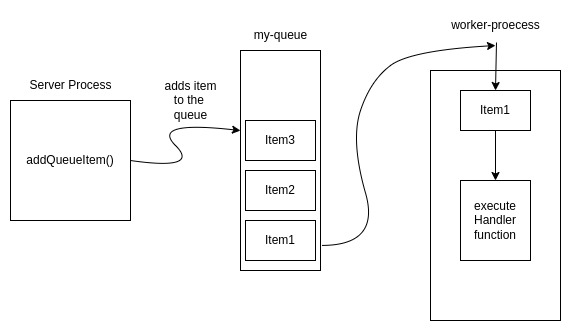 Server Process
addQueueItem()
adds item
to the
queue
my-queue
Item3
Item2
Item1
worker-proecess
Item1
execute
Handler
function